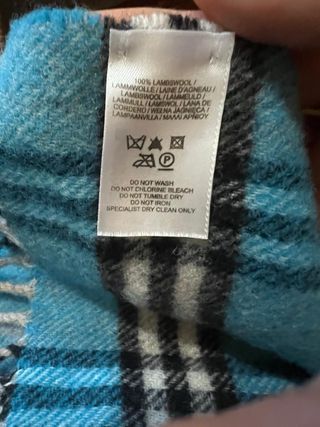 100% LAMBSWOOL /
LAMMWOLLE / LAINE D'AGNEAU /
LAMBSWOOL / LAMMEULD /
LAMMULL / LAMSWOL / LANA DE
CORDERO / WEŁNA JAGNIĘCA /
LAMPAANVILLA / ΜΑΛΛΙ ΑΡΝΙΟΥ
P
DO NOT WASH
DO NOT CHLORINE BLEACH
DO NOT TUMBLE DRY
DO NOT IRON
SPECIALIST DRY CLEAN ONLY